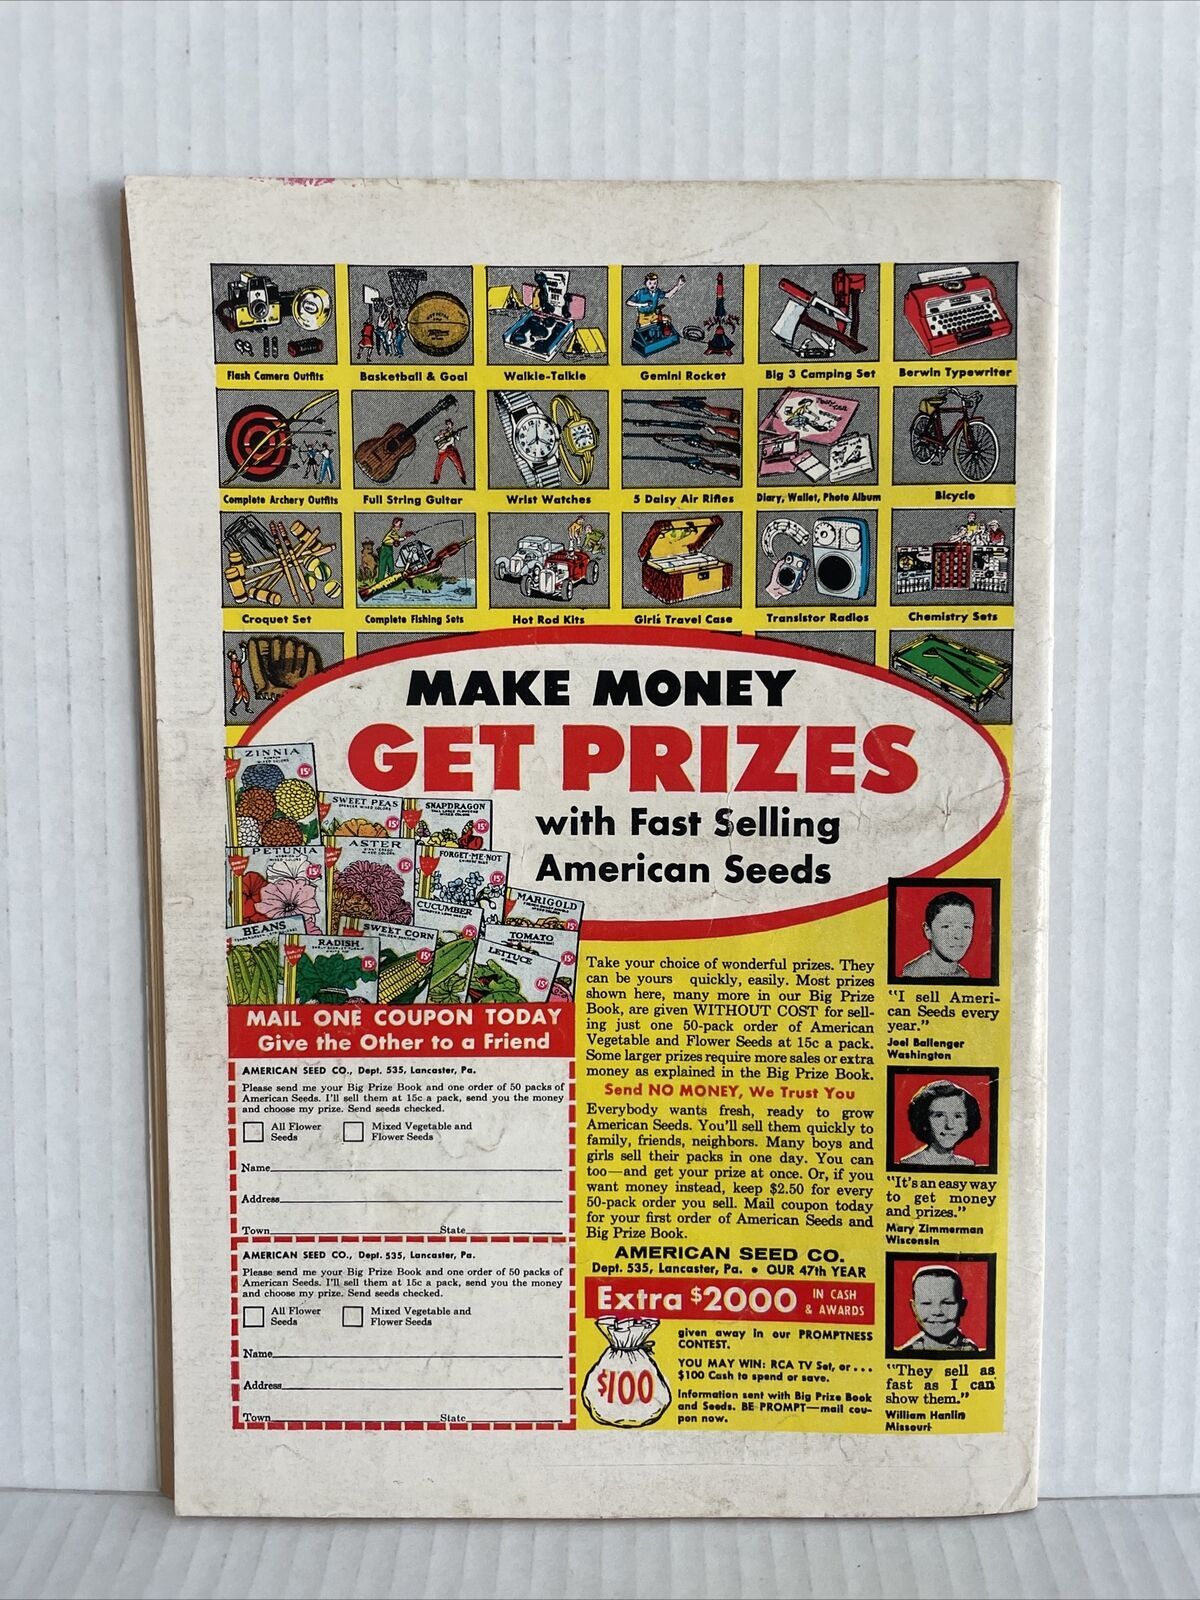 Flash Camera Outfits
Basketball & Goal
Walkie-Talkie
Gemini Rocket
Big 3 Camping Set
Berwin Typewriter
Complete Archery Outfits
Full String Guitar
Wrist Watches
5 Daisy Air Rifles
Diary, Wallet, Photo Album
Bicycle
Croquet Set
Complete Fishing Sets
Hot Rod Kits
Girl's Travel Case
Transistor Radios
Chemistry Sets
MAKE MONEY
GET PRIZES
with Fast Selling
American Seeds
ZINNIA
15¢
SWEET PEAS
15¢
SNAPDRAGON
15¢
PETUNIA
15¢
ASTER
15¢
FORGET-ME-NOT
15¢
CUCUMBER
15¢
MARIGOLD
15¢
BEANS
RADISH
15¢
SWEET CORN
15¢
TOMATO
15¢
LETTUCE
15¢
MAIL ONE COUPON TODAY
Give the Other to a Friend
AMERICAN SEED CO., Dept. 535, Lancaster, Pa.
Please send me your Big Prize Book and one order of 50 packs of
American Seeds. I'll sell them at 15c a pack, send you the money
and choose my prize. Send seeds checked.
All Flower Seeds
Mixed Vegetable and Flower Seeds
Name
Address
Town State
AMERICAN SEED CO., Dept. 535, Lancaster, Pa.
Please send me your Big Prize Book and one order of 50 packs of
American Seeds. I'll sell them at 15c a pack, send you the money
and choose my prize. Send seeds checked.
All Flower Seeds
Mixed Vegetable and Flower Seeds
Name
Address
Town State
Take your choice of wonderful prizes. They
can be yours quickly, easily. Most prizes
shown here, many more in our Big Prize
Book, are given WITHOUT COST for sell-
ing just one 50-pack order of American
Vegetable and Flower Seeds at 15c a pack.
Some larger prizes require more sales or extra
money as explained in the Big Prize Book.
Send NO MONEY, We Trust You
Everybody wants fresh, ready to grow
American Seeds. You'll sell them quickly to
family, friends, neighbors. Many boys and
girls sell their packs in one day. You can
too—and get your prize at once. Or, if you
want money instead, keep $2.50 for every
50-pack order you sell. Mail coupon today
for your first order of American Seeds and
Big Prize Book.
AMERICAN SEED CO.
Dept. 535, Lancaster, Pa. • OUR 47th YEAR
Extra $2000 IN CASH & AWARDS
$100
given away in our PROMPTNESS
CONTEST.
YOU MAY WIN: RCA TV Set, or . . .
$100 Cash to spend or save.
Information sent with Big Prize Book
and Seeds. BE PROMPT—mail cou-
pon now.
"I sell Ameri-
can Seeds every
year."
Joel Ballenger
Washington
"It's an easy way
to get money
and prizes."
Mary Zimmerman
Wisconsin
"They sell as
fast as I can
show them."
William Hanlin
Missouri